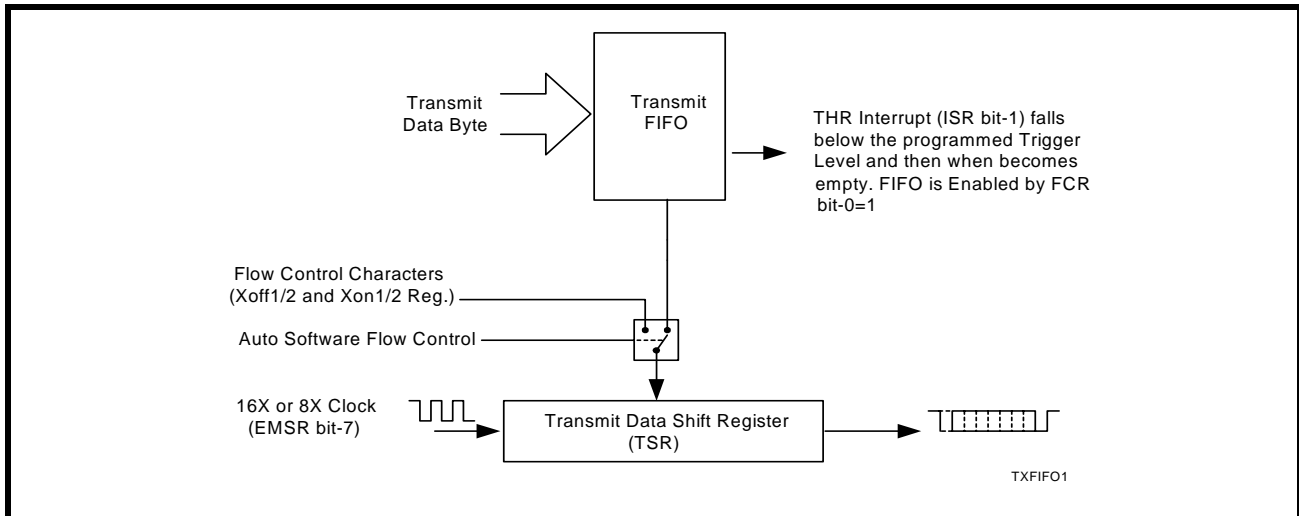 Transmit
FIFO
Transmit
Data Byte
THR Interrupt (ISR bit-1) falls
below the programmed Trigger
Level and then when becomes
empty. FIFO is Enabled by FCR
bit-0=1
Flow Control Characters
(Xoff1/2 and Xon1/2 Reg.)
Auto Software Flow Control
16X or 8X Clock
(EMSR bit-7)
Transmit Data Shift Register
(TSR)
TXFIFO1